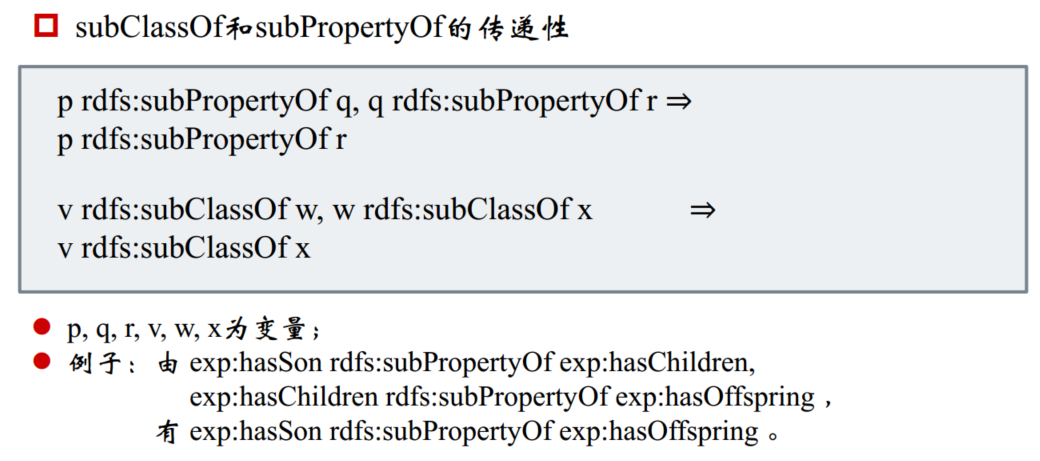 subClassOf和subPropertyOf的传递性
p rdfs:subPropertyOf q, q rdfs:subPropertyOf r ⇒
p rdfs:subPropertyOf r
v rdfs:subClassOf w, w rdfs:subClassOf x ⇒
v rdfs:subClassOf x
p, q, r, v, w, x为变量；
例子：由 exp:hasSon rdfs:subPropertyOf exp:hasChildren,
exp:hasChildren rdfs:subPropertyOf exp:hasOffspring ，
有 exp:hasSon rdfs:subPropertyOf exp:hasOffspring 。